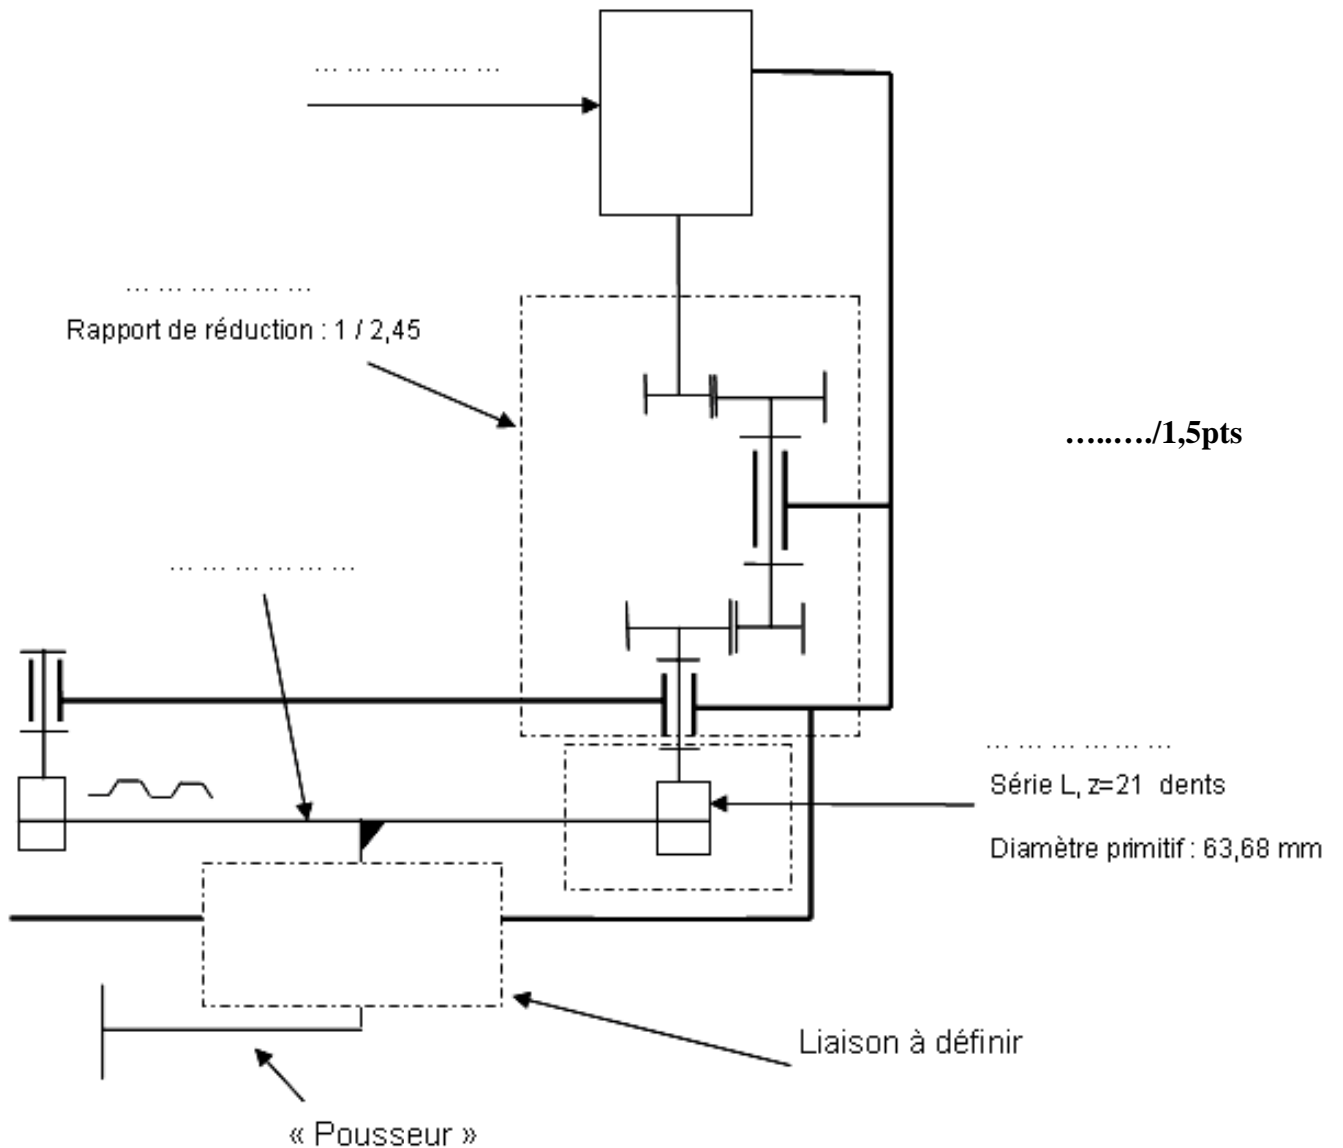 … … … … … …
… … … … … …
Rapport de réduction : 1 / 2,45
…..…./1,5pts
… … … … … …
… … … … … …
Série L, z=21 dents
Diamètre primitif : 63,68 mm
Liaison à définir
« Pousseur »